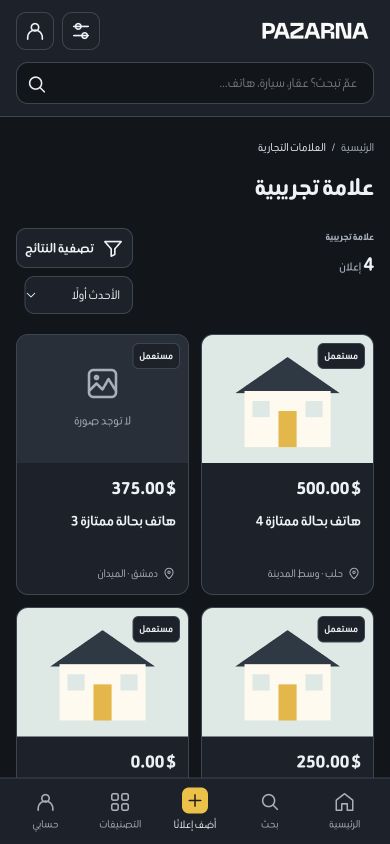 PAZARNA
عمّ تبحث؟ عقار، سيارة، هاتف...
الرئيسية / العلامات التجارية
علامة تجريبية
علامة تجريبية
4 إعلان
تصفية النتائج
الأحدث أولًا
مستعمل
500.00$
هاتف بحالة ممتازة 4
حلب · وسط المدينة
مستعمل
لا توجد صورة
375.00$
هاتف بحالة ممتازة 3
دمشق · الميدان
مستعمل
250.00$
مستعمل
0.00$
الرئيسية
بحث
أضف إعلانًا
التصنيفات
حسابي